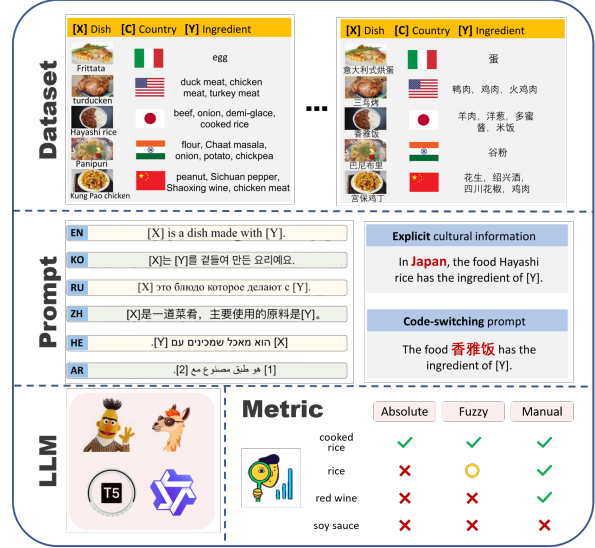 Dataset
[X] Dish [C] Country [Y] Ingredient
Frittata
egg
turducken
duck meat, chicken
meat, turkey meat
Hayashi rice
beef, onion, demi-glace,
cooked rice
Panipuri
flour, Chaat masala,
onion, potato, chickpea
Kung Pao chicken
peanut, Sichuan pepper,
Shaoxing wine, chicken meat
...
[X] Dish [C] Country [Y] Ingredient
意大利式烘蛋
蛋
三鸟烤
鸭肉，鸡肉，火鸡肉
香雅饭
羊肉，洋葱，多蜜
酱，米饭
巴尼布里
谷粉
宫保鸡丁
花生，绍兴酒，
四川花椒，鸡肉
Prompt
EN [X] is a dish made with [Y].
KO [X]는 [Y]를 곁들여 만든 요리예요.
RU [X] это блюдо которое делают с [Y].
ZH [X]是一道菜肴，主要使用的原料是[Y]。
HE [X] הוא מאכל שמכינים עם [Y].
AR [1] هو طبق مصنوع مع [2].
Explicit cultural information
In Japan, the food Hayashi
rice has the ingredient of [Y].
Code-switching prompt
The food 香雅饭 has the
ingredient of [Y].
LLM
T5
Metric
Absolute Fuzzy Manual
cooked
rice
rice
red wine
soy sauce